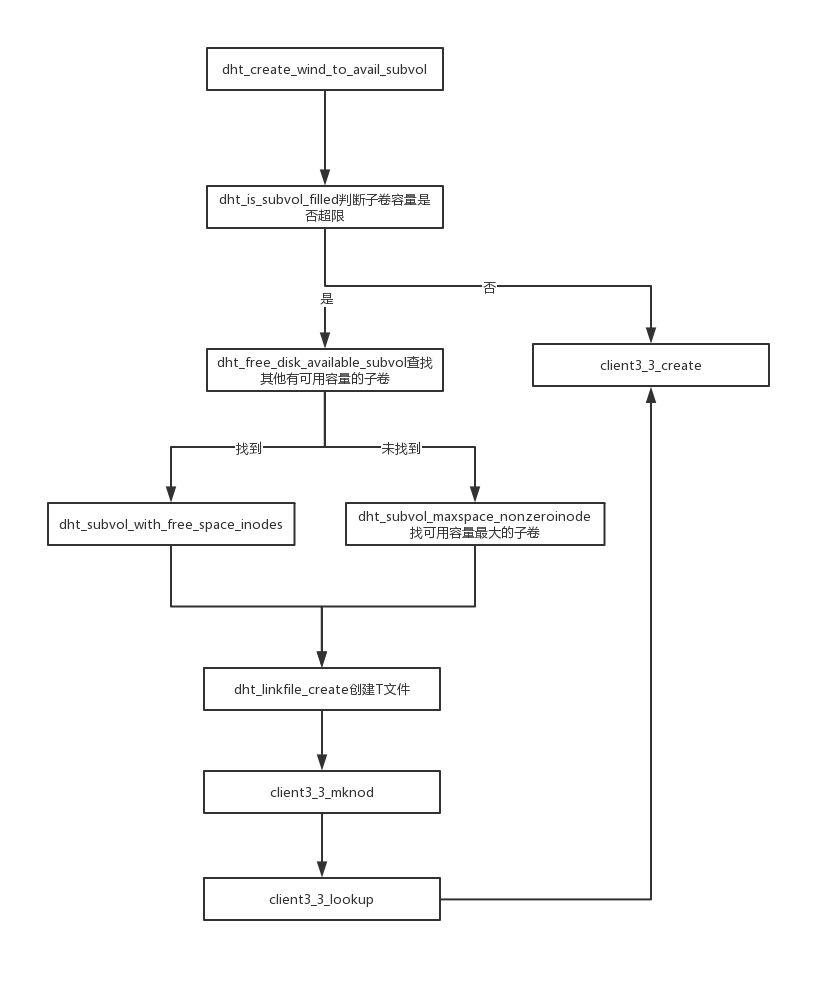 dht_create_wind_to_avail_subvol
dht_is_subvol_filled判断子卷容量是
否超限
否
是
dht_free_disk_available_subvol查找
其他有可用容量的子卷
client3_3_create
找到
未找到
dht_subvol_with_free_space_inodes
dht_subvol_maxspace_nonzeroinode
找可用容量最大的子卷
dht_linkfile_create创建T文件
client3_3_mknod
client3_3_lookup